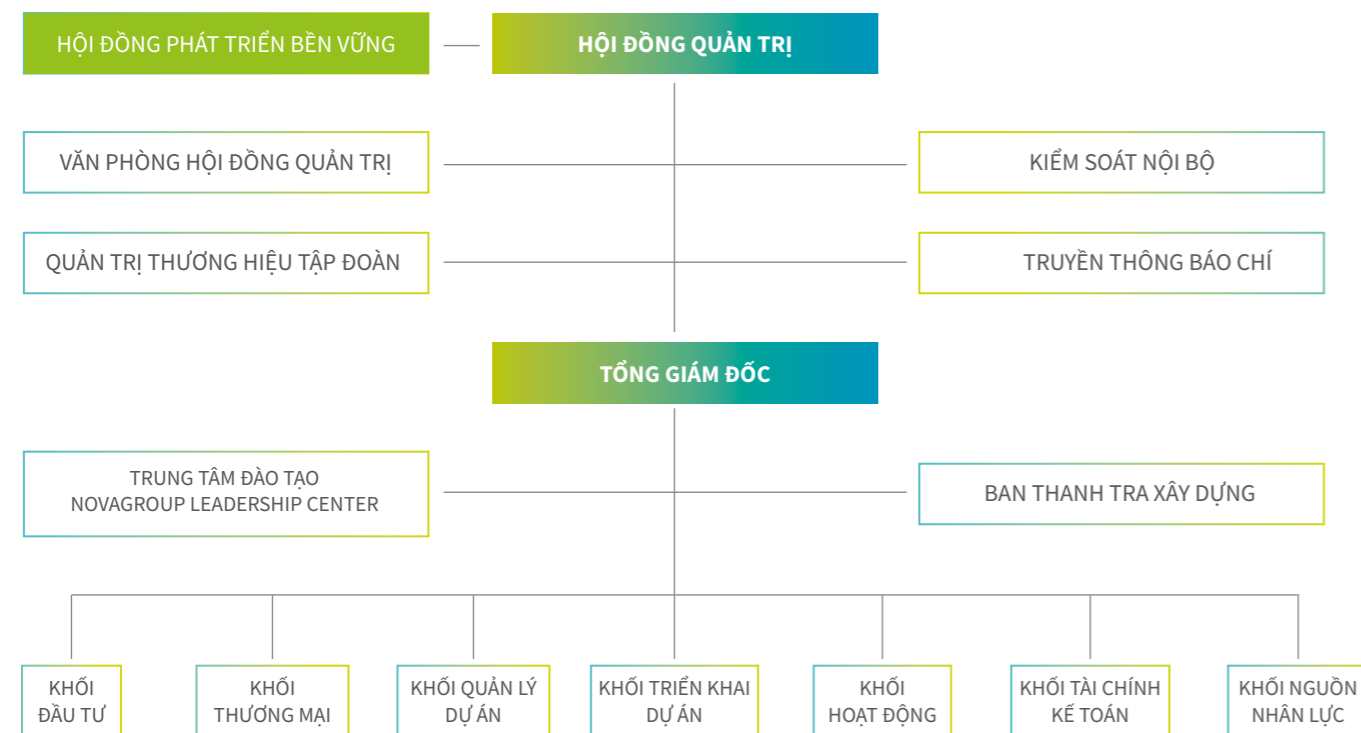 HỘI ĐỒNG PHÁT TRIỂN BỀN VỮNG
HỘI ĐỒNG QUẢN TRỊ
VĂN PHÒNG HỘI ĐỒNG QUẢN TRỊ
KIỂM SOÁT NỘI BỘ
QUẢN TRỊ THƯƠNG HIỆU TẬP ĐOÀN
TRUYỀN THÔNG BÁO CHÍ
TỔNG GIÁM ĐỐC
TRUNG TÂM ĐÀO TẠO
NOVAGROUP LEADERSHIP CENTER
BAN THANH TRA XÂY DỰNG
KHỐI
ĐẦU TƯ
KHỐI
THƯƠNG MẠI
KHỐI QUẢN LÝ
DỰ ÁN
KHỐI TRIỂN KHAI
DỰ ÁN
KHỐI
HOẠT ĐỘNG
KHỐI TÀI CHÍNH
KẾ TOÁN
KHỐI NGUỒN
NHÂN LỰC